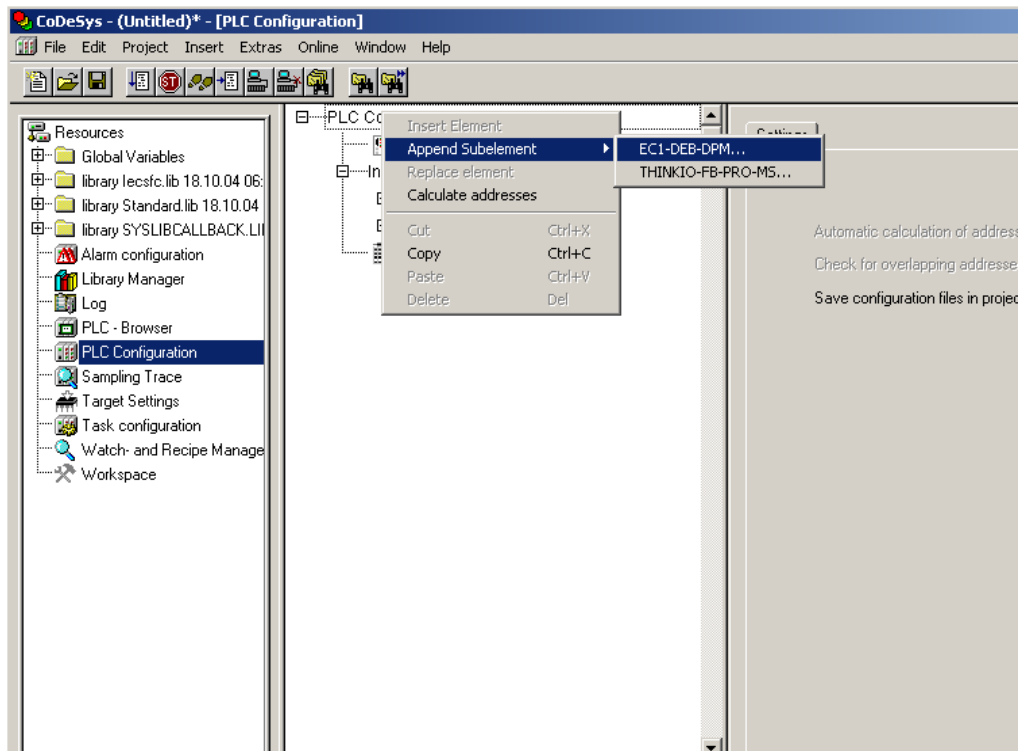 CoDeSys - (Untitled)* - [PLC Configuration]
File Edit Project Insert Extras Online Window Help
Resources
Global Variables
library Iecsfc.lib 18.10.04 06:
library Standard.lib 18.10.04
library SYSLIBCALLBACK.LI
Alarm configuration
Library Manager
Log
PLC - Browser
PLC Configuration
Sampling Trace
Target Settings
Task configuration
Watch- and Recipe Manage
Workspace
PLC Co
In
Insert Element
Append Subelement
Replace element
Calculate addresses
Cut Ctrl+X
Copy Ctrl+C
Paste Ctrl+V
Delete Del
EC1-DEB-DPM...
THINKIO-FB-PRO-MS...
Settings
Automatic calculation of address
Check for overlapping addresse
Save configuration files in projec